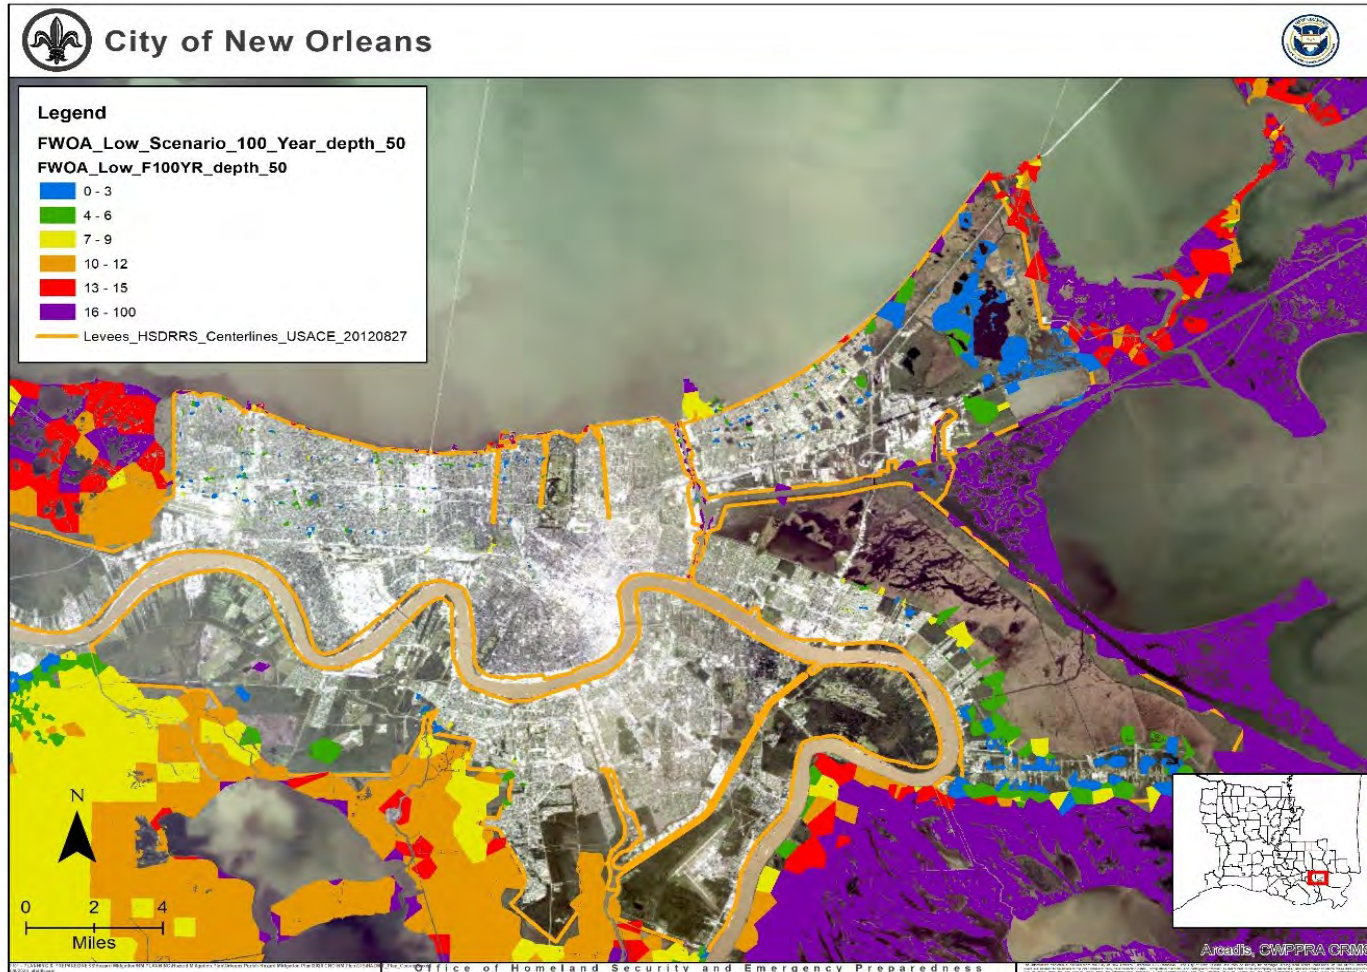 City of New Orleans
Legend
FWOA_Low_Scenario_100_Year_depth_50
FWOA_Low_F100YR_depth_50
0 - 3
4 - 6
7 - 9
10 - 12
13 - 15
16 - 100
Levees_HSDRRS_Centerlines_USACE_20120827
N
0 2 4
Miles
Arcadis, CWPPRA CRMS
Office of Homeland Security and Emergency Preparedness